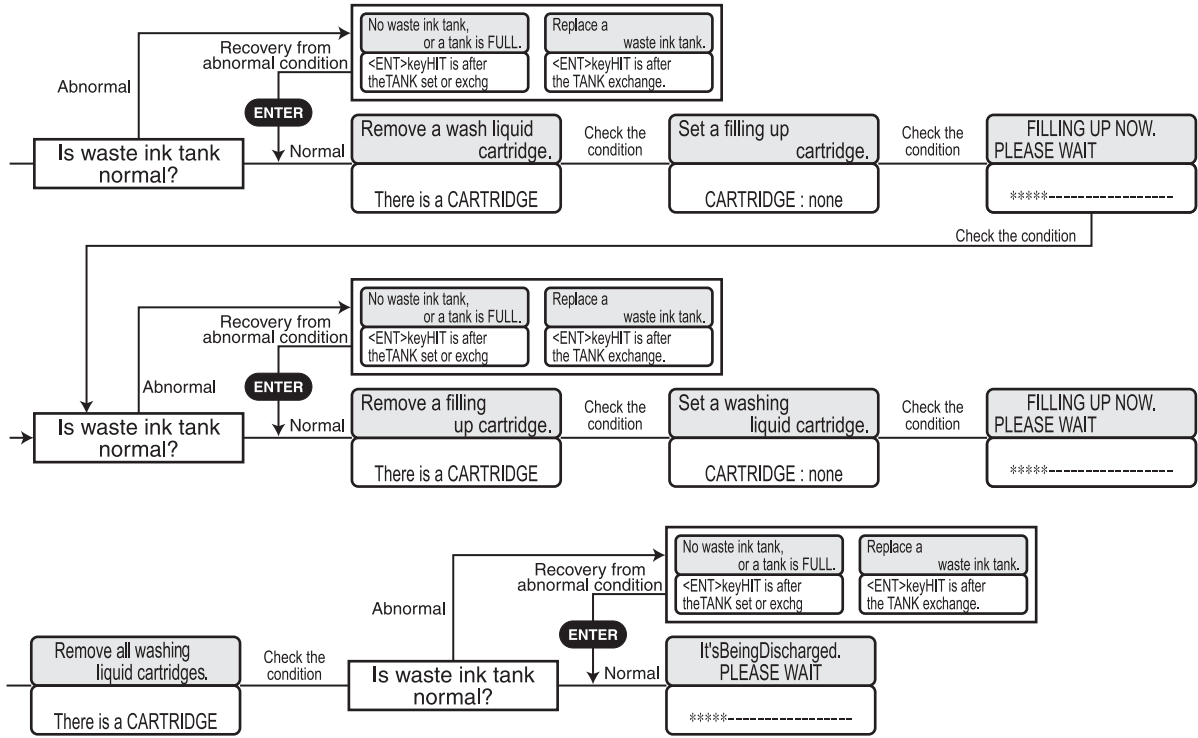 No waste ink tank,
or a tank is FULL.
<ENT>keyHIT is after
theTANK set or exchg
Replace a
waste ink tank.
<ENT>keyHIT is after
the TANK exchange.
Recovery from
abnormal condition
Abnormal
ENTER
Is waste ink tank
normal?
Normal
Remove a wash liquid
cartridge.
There is a CARTRIDGE
Check the
condition
Set a filling up
cartridge.
CARTRIDGE : none
Check the
condition
FILLING UP NOW.
PLEASE WAIT
*****------------------
Check the condition
No waste ink tank,
or a tank is FULL.
<ENT>keyHIT is after
theTANK set or exchg
Replace a
waste ink tank.
<ENT>keyHIT is after
the TANK exchange.
Recovery from
abnormal condition
Abnormal
ENTER
Is waste ink tank
normal?
Normal
Remove a filling
up cartridge.
There is a CARTRIDGE
Check the
condition
Set a washing
liquid cartridge.
CARTRIDGE : none
Check the
condition
FILLING UP NOW.
PLEASE WAIT
*****------------------
No waste ink tank,
or a tank is FULL.
<ENT>keyHIT is after
theTANK set or exchg
Replace a
waste ink tank.
<ENT>keyHIT is after
the TANK exchange.
Recovery from
abnormal condition
Abnormal
ENTER
Remove all washing
liquid cartridges.
There is a CARTRIDGE
Check the
condition
Is waste ink tank
normal?
Normal
It'sBeingDischarged.
PLEASE WAIT
*****------------------